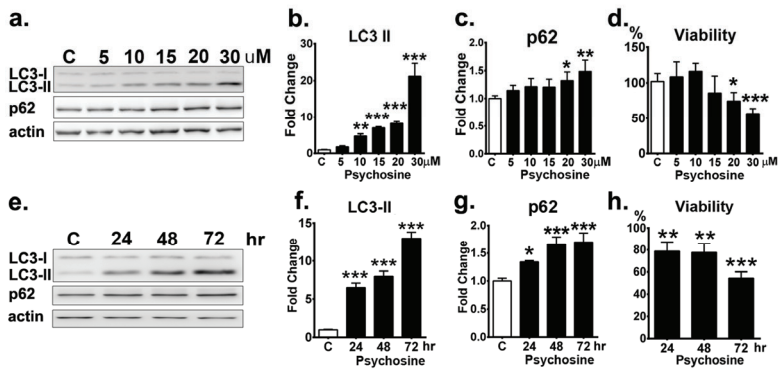 a.
C 5 10 15 20 30 uM
LC3-I
LC3-II
p62
actin
b.
LC3 II
Fold Change
30
20
10
5
0
**
***
***
***
C 5 10 15 20 30μM
Psychosine
c.
p62
Fold Change
2.0
1.5
1.0
0.5
0.0
*
**
C 5 10 15 20 30 μM
Psychosine
d.
Viability
%
150
100
50
0
*
***
C 5 10 15 20 30 μM
Psychosine
e.
C 24 48 72 hr
LC3-I
LC3-II
p62
actin
f.
LC3-II
Fold Change
15
10
5
0
***
***
***
C 24 48 72 hr
Psychosine
g.
p62
Fold Change
2.0
1.5
1.0
0.5
0.0
*
***
***
C 24 48 72 hr
Psychosine
h.
Viability
%
100
80
60
40
20
0
**
**
***
24 48 72 hr
Psychosine